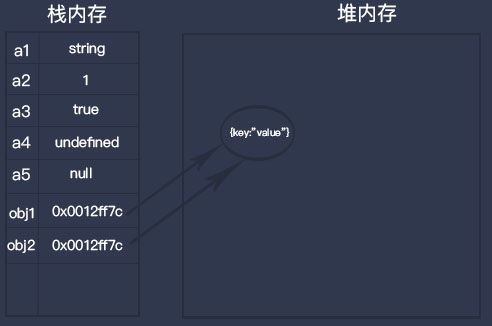 栈内存
堆内存
a1 string
a2 1
a3 true
a4 undefined
a5 null
obj1 0x0012ff7c
obj2 0x0012ff7c
{key:"value"}